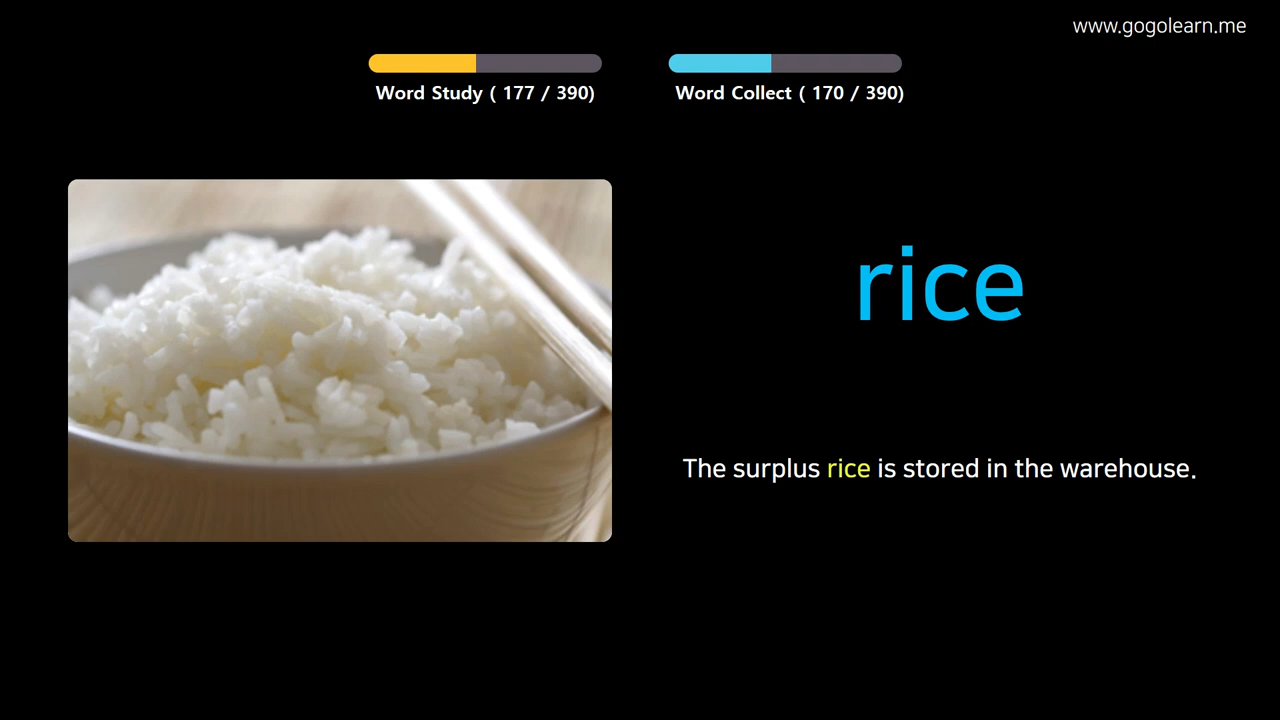 www.gogolearn.me
Word Study ( 177 / 390)
Word Collect ( 170 / 390)
rice
The surplus rice is stored in the warehouse.